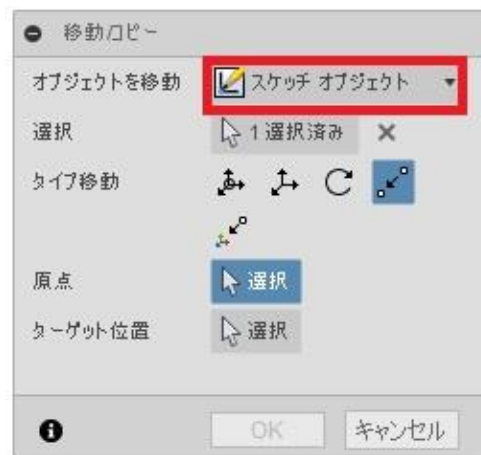 移動/コピー
オブジェクトを移動 スケッチ オブジェクト
選択 1 選択済み
タイプ移動
原点 選択
ターゲット位置 選択
OK キャンセル